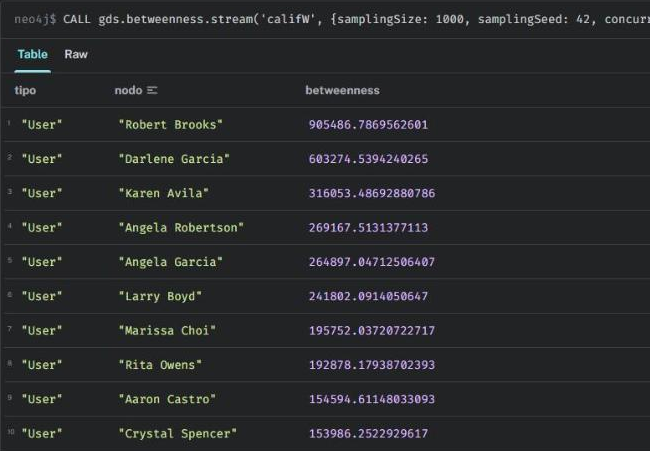 neo4j$ CALL gds.betweenness.stream('califW', {samplingSize: 1000, samplingSeed: 42, concurr
Table Raw
tipo nodo betweenness
1 "User" "Robert Brooks" 905486.7869562601
2 "User" "Darlene Garcia" 603274.5394240265
3 "User" "Karen Avila" 316053.48692880786
4 "User" "Angela Robertson" 269167.5131377113
5 "User" "Angela Garcia" 264897.04712506407
6 "User" "Larry Boyd" 241802.0914050647
7 "User" "Marissa Choi" 195752.03720722717
8 "User" "Rita Owens" 192878.17938702393
9 "User" "Aaron Castro" 154594.61148033093
10 "User" "Crystal Spencer" 153986.2522929617